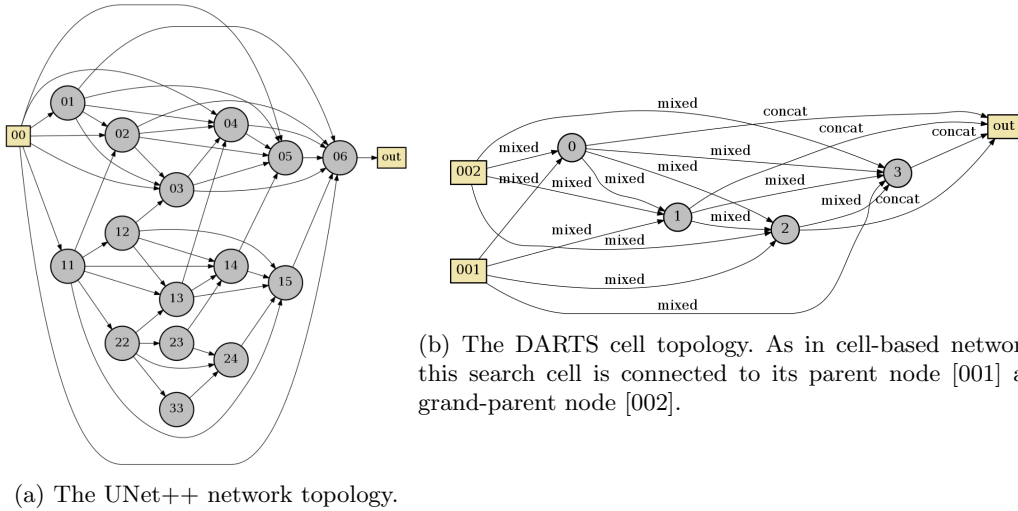 00
01
02
03
04
05
06
out
11
12
13
14
15
22
23
24
33
(a) The UNet++ network topology.
002
001
0
1
2
3
out
mixed
mixed
mixed
mixed
mixed
mixed
mixed
mixed
mixed
mixed
mixed
mixed
mixed
mixed
concat
concat
concat
concat
(b) The DARTS cell topology. As in cell-based networ
this search cell is connected to its parent node [001] a
grand-parent node [002].